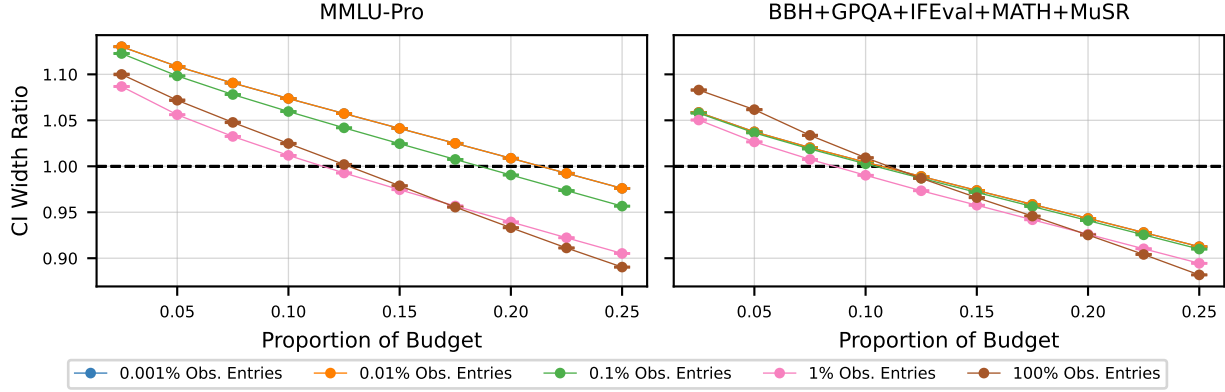 MMLU-Pro
BBH+GPQA+IFEval+MATH+MuSR
CI Width Ratio
1.10
1.05
1.00
0.95
0.90
0.05 0.10 0.15 0.20 0.25
0.05 0.10 0.15 0.20 0.25
Proportion of Budget
Proportion of Budget
0.001% Obs. Entries 0.01% Obs. Entries 0.1% Obs. Entries 1% Obs. Entries 100% Obs. Entries